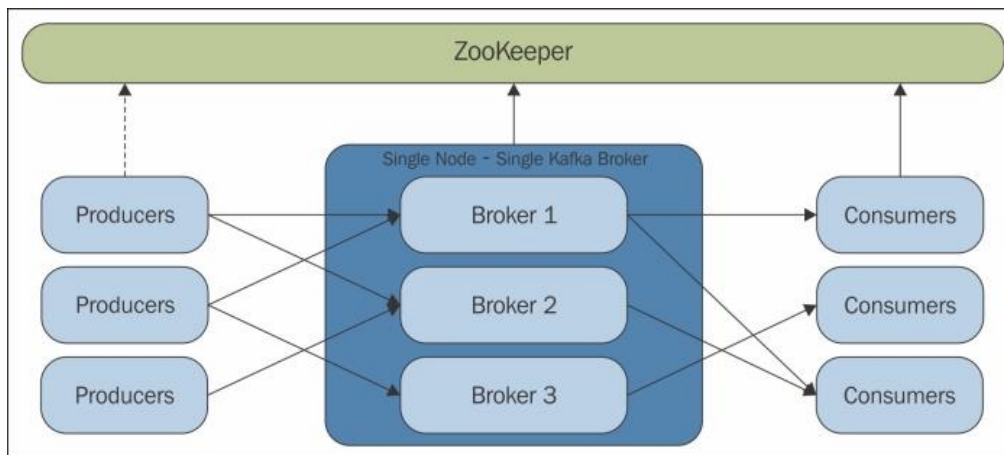 ZooKeeper
Single Node - Single Kafka Broker
Producers
Broker 1
Consumers
Producers
Broker 2
Consumers
Producers
Broker 3
Consumers